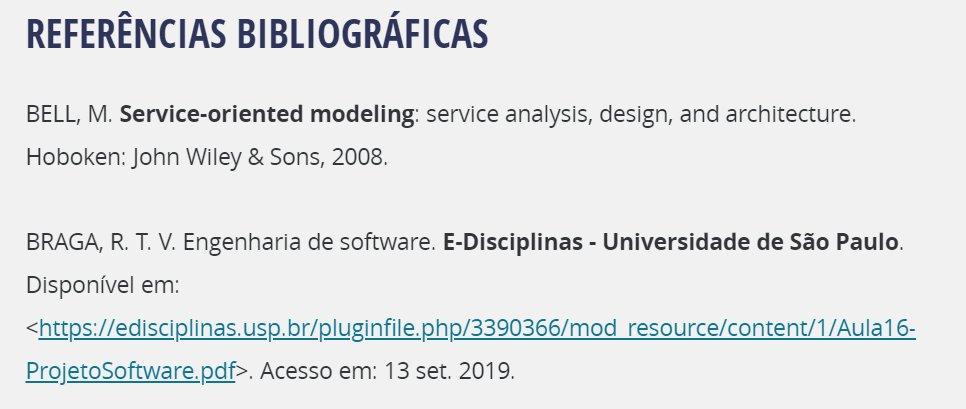 REFERÊNCIAS BIBLIOGRÁFICAS
BELL, M. Service-oriented modeling: service analysis, design, and architecture.
Hoboken: John Wiley & Sons, 2008.
BRAGA, R. T. V. Engenharia de software. E-Disciplinas - Universidade de São Paulo.
Disponível em:
<https://edisciplinas.usp.br/pluginfile.php/3390366/mod_resource/content/1/Aula16-
ProjetoSoftware.pdf>. Acesso em: 13 set. 2019.